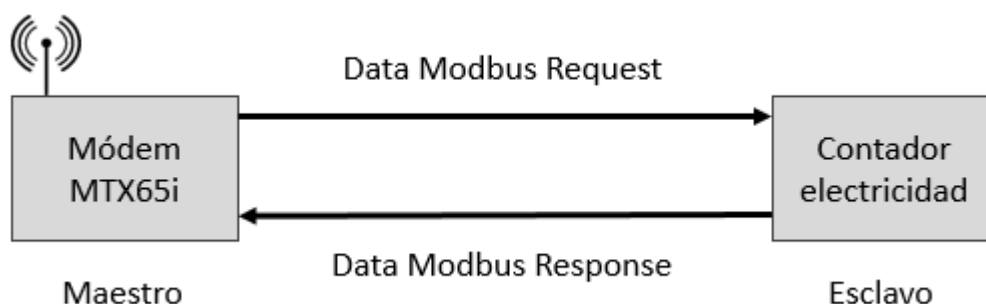 Data Modbus Request
Módem
MTX65i
Contador
electricidad
Data Modbus Response
Maestro
Esclavo